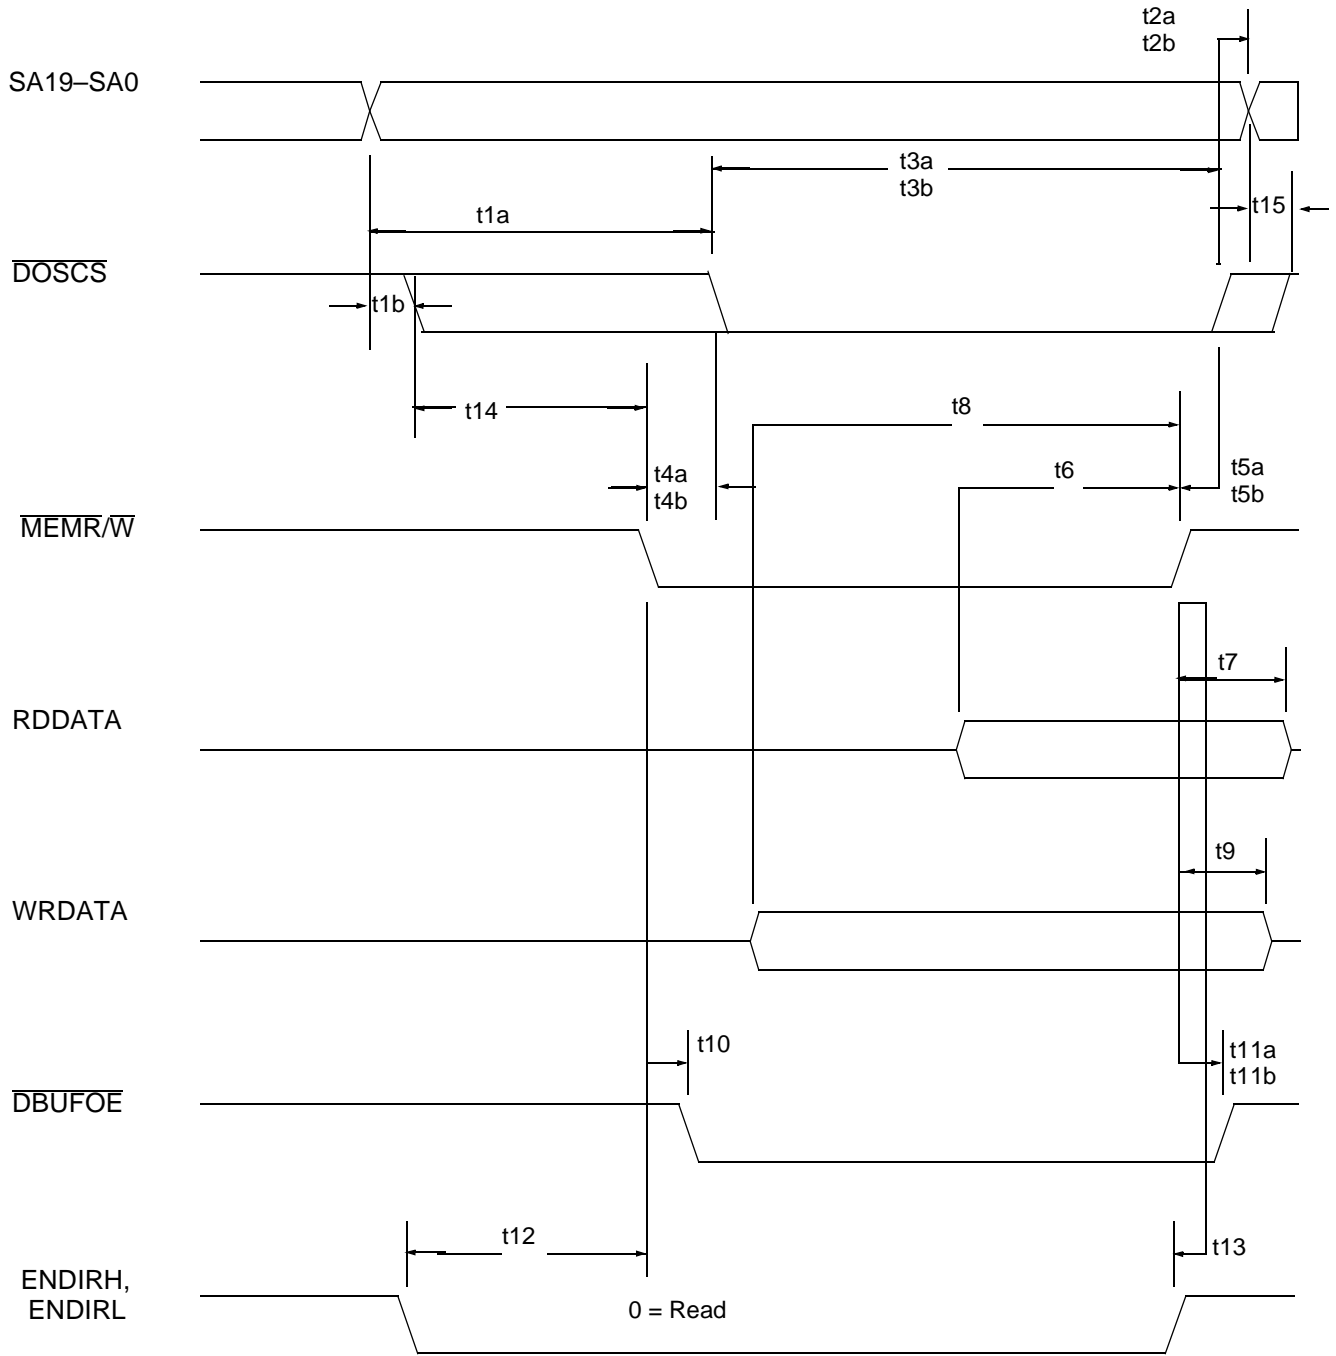 t2a
t2b
SA19–SA0
t3a
t3b
t1a
t15
DOSCS
t1b
t8
t14
t6
t4a
t4b
t5a
t5b
MEMR/W
t7
RDDATA
t9
WRDATA
t10
t11a
t11b
DBUFOE
t12
t13
ENDIRH,
ENDIRL
0 = Read